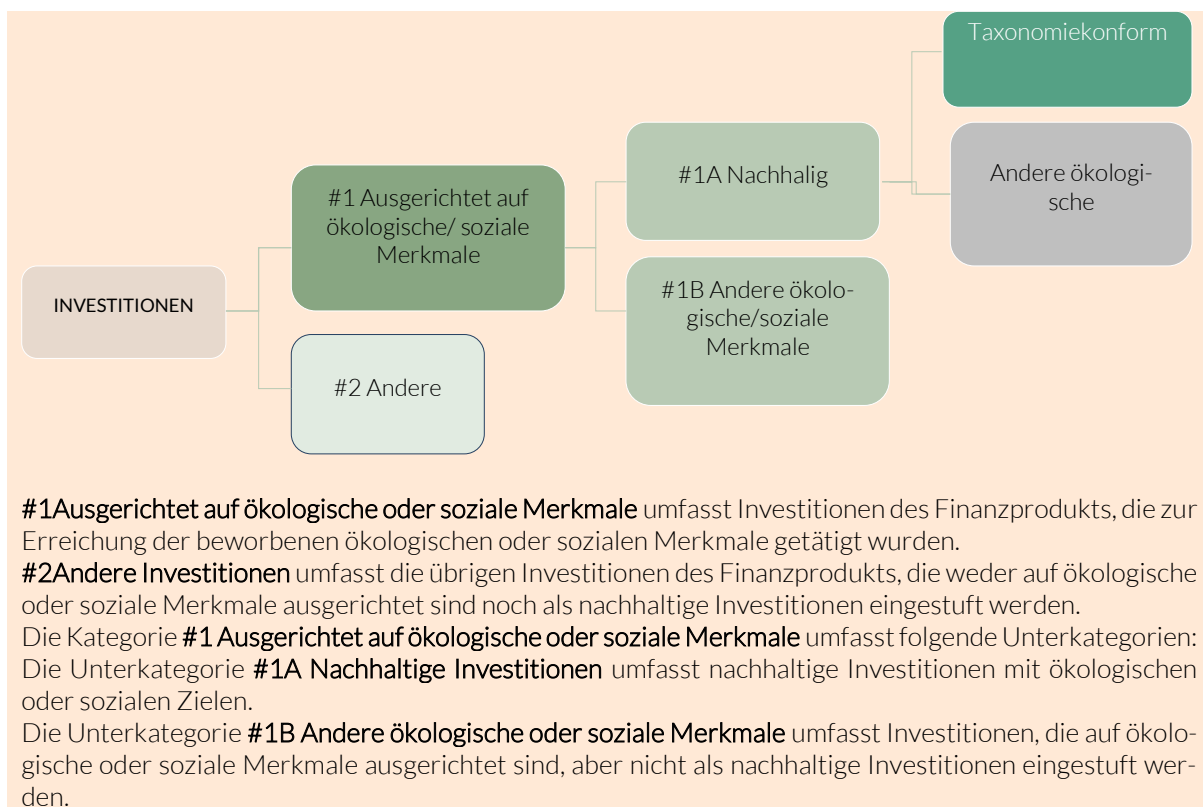 Taxonomiekonform
#1A Nachhalig
Andere ökologi-
sche
#1 Ausgerichtet auf
ökologische/ soziale
Merkmale
INVESTITIONEN
#1B Andere ökolo-
gische/soziale
Merkmale
#2 Andere
#1Ausgerichtet auf ökologische oder soziale Merkmale umfasst Investitionen des Finanzprodukts, die zur
Erreichung der beworbenen ökologischen oder sozialen Merkmale getätigt wurden.
#2Andere Investitionen umfasst die übrigen Investitionen des Finanzprodukts, die weder auf ökologische
oder soziale Merkmale ausgerichtet sind noch als nachhaltige Investitionen eingestuft werden.
Die Kategorie #1 Ausgerichtet auf ökologische oder soziale Merkmale umfasst folgende Unterkategorien:
Die Unterkategorie #1A Nachhaltige Investitionen umfasst nachhaltige Investitionen mit ökologischen
oder sozialen Zielen.
Die Unterkategorie #1B Andere ökologische oder soziale Merkmale umfasst Investitionen, die auf ökolo-
gische oder soziale Merkmale ausgerichtet sind, aber nicht als nachhaltige Investitionen eingestuft wer-
den.